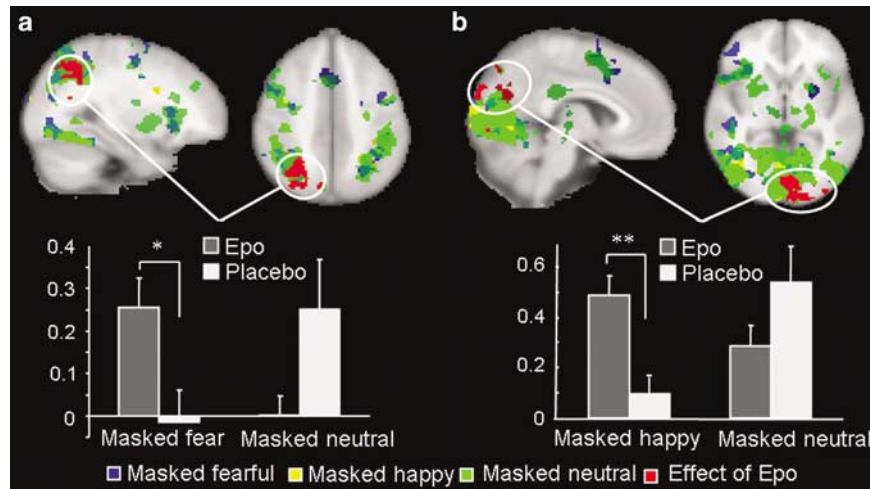 a
b
0.4
0.3
0.2
0.1
0
*
Epo
Placebo
Masked fear Masked neutral
0.6
0.4
0.2
0
**
Epo
Placebo
Masked happy Masked neutral
Masked fearful Masked happy Masked neutral Effect of Epo